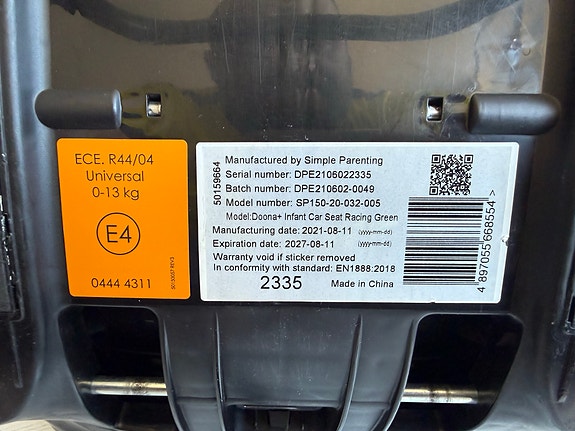 ECE. R44/04
Universal
0-13 kg
E4
0444 4311
50150637 REV.5
50159664
Manufactured by Simple Parenting
Serial number: DPE2106022335
Batch number: DPE210602-0049
Model number: SP150-20-032-005
Model:Doona+ Infant Car Seat Racing Green
Manufacturing date: 2021-08-11 (yyyy-mm-dd)
Expiration date: 2027-08-11 (yyyy-mm-dd)
Warranty void if sticker removed
In conformity with standard: EN1888:2018
2335 Made in China
4 897055 668554 >